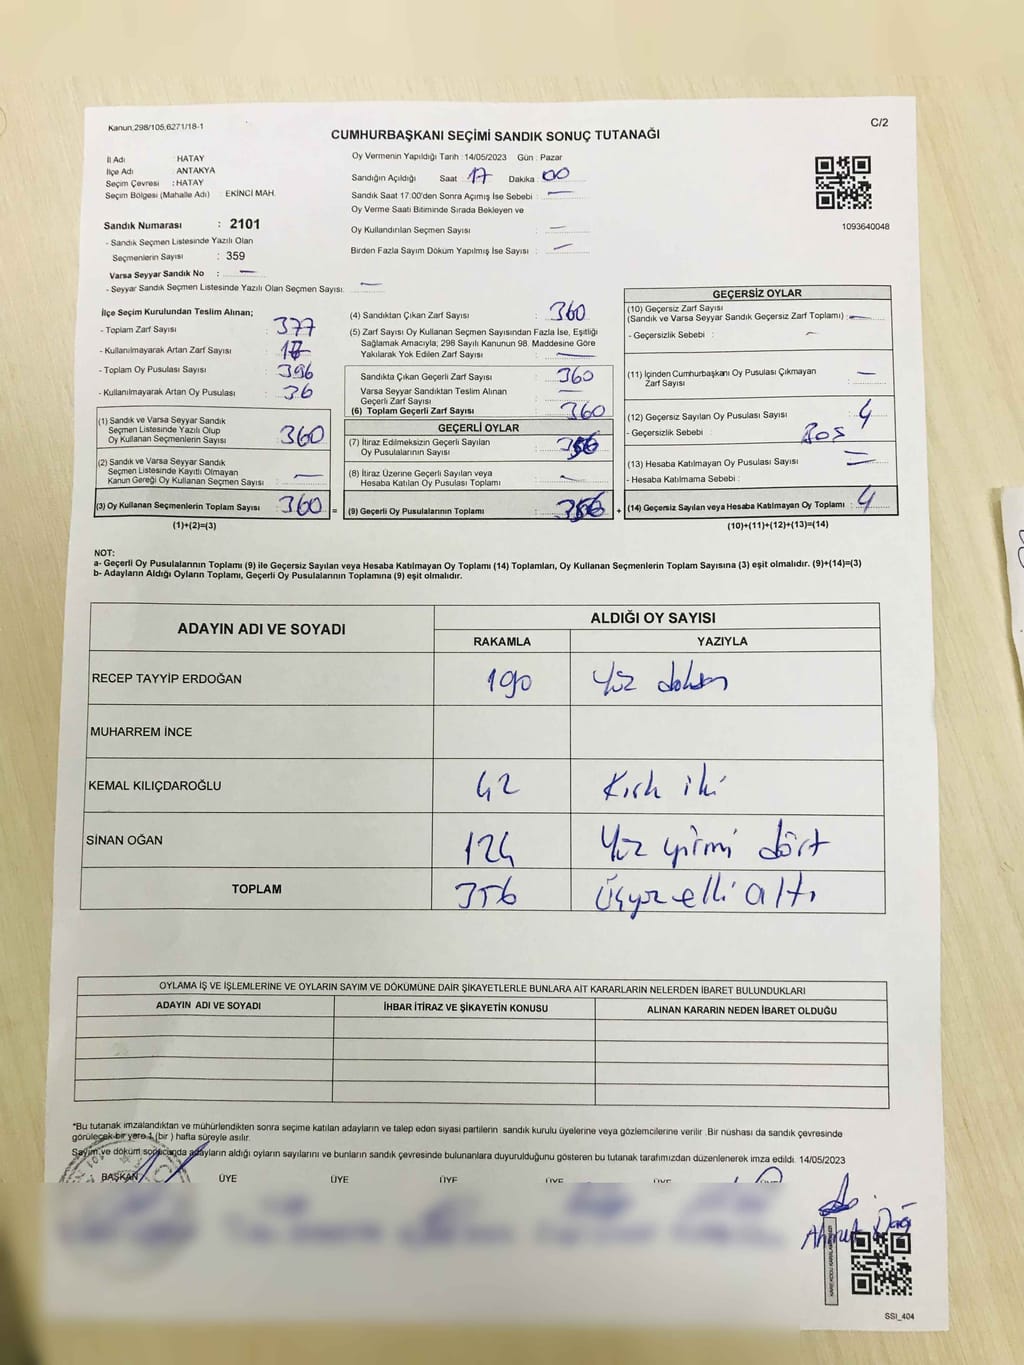 Kanun,298/105,6271/18-1
C/2
CUMHURBAŞKANI SEÇİMİ SANDIK SONUÇ TUTANAĞI
İl Adı : HATAY
İlçe Adı : ANTAKYA
Seçim Çevresi : HATAY
Seçim Bölgesi (Mahalle Adı) : EKİNCİ MAH.
Sandık Numarası : 2101
- Sandık Seçmen Listesinde Yazılı Olan
Seçmenlerin Sayısı : 359
Varsa Seyyar Sandık No : —
- Seyyar Sandık Seçmen Listesinde Yazılı Olan Seçmen Sayısı: —
Oy Vermenin Yapıldığı Tarih : 14/05/2023 Gün : Pazar
Sandığın Açıldığı Saat 17 Dakika 00
Sandık Saat 17:00'den Sonra Açımış İse Sebebi : —
Oy Verme Saati Bitiminde Sırada Bekleyen ve
Oy Kullandırılan Seçmen Sayısı : —
Birden Fazla Sayım Döküm Yapılmış İse Sayısı : —
1093640048
İlçe Seçim Kurulundan Teslim Alınan;
- Toplam Zarf Sayısı : 377
- Kullanılmayarak Artan Zarf Sayısı : 17
- Toplam Oy Pusulası Sayısı : 396
- Kullanılmayarak Artan Oy Pusulası : 36
(1) Sandık ve Varsa Seyyar Sandık
Seçmen Listesinde Yazılı Olup
Oy Kullanan Seçmenlerin Sayısı : 360
(2) Sandık ve Varsa Seyyar Sandık
Seçmen Listesinde Kayıtlı Olmayan
Kanun Gereği Oy Kullanan Seçmen Sayısı : —
(3) Oy Kullanan Seçmenlerin Toplam Sayısı : 360 =
(1)+(2)=(3)
(4) Sandıktan Çıkan Zarf Sayısı : 360
(5) Zarf Sayısı Oy Kullanan Seçmen Sayısından Fazla İse, Eşitliği
Sağlamak Amacıyla; 298 Sayılı Kanunun 98. Maddesine Göre
Yakılarak Yok Edilen Zarf Sayısı : —
Sandıkta Çıkan Geçerli Zarf Sayısı : 360
Varsa Seyyar Sandıktan Teslim Alınan
Geçerli Zarf Sayısı : —
(6) Toplam Geçerli Zarf Sayısı : 360
GEÇERLİ OYLAR
(7) İtiraz Edilmeksizin Geçerli Sayılan
Oy Pusulalarının Sayısı : 356
(8) İtiraz Üzerine Geçerli Sayılan veya
Hesaba Katılan Oy Pusulası Toplamı : —
(9) Geçerli Oy Pusulalarının Toplamı : 356 +
GEÇERSİZ OYLAR
(10) Geçersiz Zarf Sayısı
(Sandık ve Varsa Seyyar Sandık Geçersiz Zarf Toplamı) : —
- Geçersizlik Sebebi : —
(11) İçinden Cumhurbaşkanı Oy Pusulası Çıkmayan
Zarf Sayısı : —
(12) Geçersiz Sayılan Oy Pusulası Sayısı : 4
- Geçersizlik Sebebi : Boş
(13) Hesaba Katılmayan Oy Pusulası Sayısı : —
- Hesaba Katılmama Sebebi :
(14) Geçersiz Sayılan veya Hesaba Katılmayan Oy Toplamı : 4
(10)+(11)+(12)+(13)=(14)
NOT:
a- Geçerli Oy Pusulalarının Toplamı (9) ile Geçersiz Sayılan veya Hesaba Katılmayan Oy Toplamı (14) Toplamları, Oy Kullanan Seçmenlerin Toplam Sayısına (3) eşit olmalıdır. (9)+(14)=(3)
b- Adayların Aldığı Oyların Toplamı, Geçerli Oy Pusulalarının Toplamına (9) eşit olmalıdır.
ADAYIN ADI VE SOYADI
ALDIĞI OY SAYISI
RAKAMLA YAZIYLA
RECEP TAYYİP ERDOĞAN 190 Yüz doksan
MUHARREM İNCE
KEMAL KILIÇDAROĞLU 42 Kırk iki
SİNAN OĞAN 124 Yüz yirmi dört
TOPLAM 356 Üçyüz elli altı
OYLAMA İŞ VE İŞLEMLERİNE VE OYLARIN SAYIM VE DÖKÜMÜNE DAİR ŞİKAYETLERLE BUNLARA AİT KARARLARIN NELERDEN İBARET BULUNDUKLARI
ADAYIN ADI VE SOYADI İHBAR İTİRAZ VE ŞİKAYETİN KONUSU ALINAN KARARIN NEDEN İBARET OLDUĞU
*Bu tutanak imzalandıktan ve mühürlendikten sonra seçime katılan adayların ve talep eden siyasi partilerin sandık kurulu üyelerine veya gözlemcilerine verilir .Bir nüshası da sandık çevresinde
görülecek bir yere 1 (bir ) hafta süreyle asılır.
Sayım ve döküm sonucunda adayların aldığı oyların sayılarını ve bunların sandık çevresinde bulunanlara duyurulduğunu gösteren bu tutanak tarafımızdan düzenlenerek imza edildi. 14/05/2023
BAŞKAN ÜYE ÜYE ÜYE ÜYE ÜYE
Ahmut Dağ
SSI_404